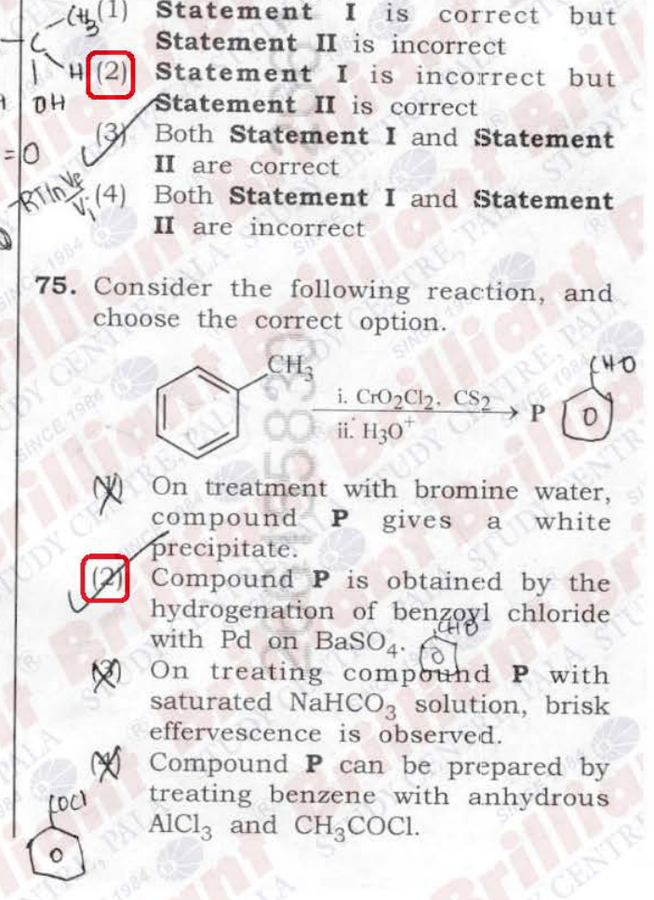 CH3 (1) Statement I is correct but
C Statement II is incorrect
H (2) Statement I is incorrect but
OH Statement II is correct
(3) Both Statement I and Statement
=O II are correct
RTln Vf/Vi (4) Both Statement I and Statement
II are incorrect
75. Consider the following reaction, and
choose the correct option.
CH3 CHO
i. CrO2Cl2, CS2 P
ii. H3O+
(1) On treatment with bromine water,
compound P gives a white
precipitate.
(2) Compound P is obtained by the
hydrogenation of benzoyl chloride
with Pd on BaSO4. CHO
(3) On treating compound P with
saturated NaHCO3 solution, brisk
effervescence is observed.
(4) Compound P can be prepared by
COCl treating benzene with anhydrous
AlCl3 and CH3COCl.